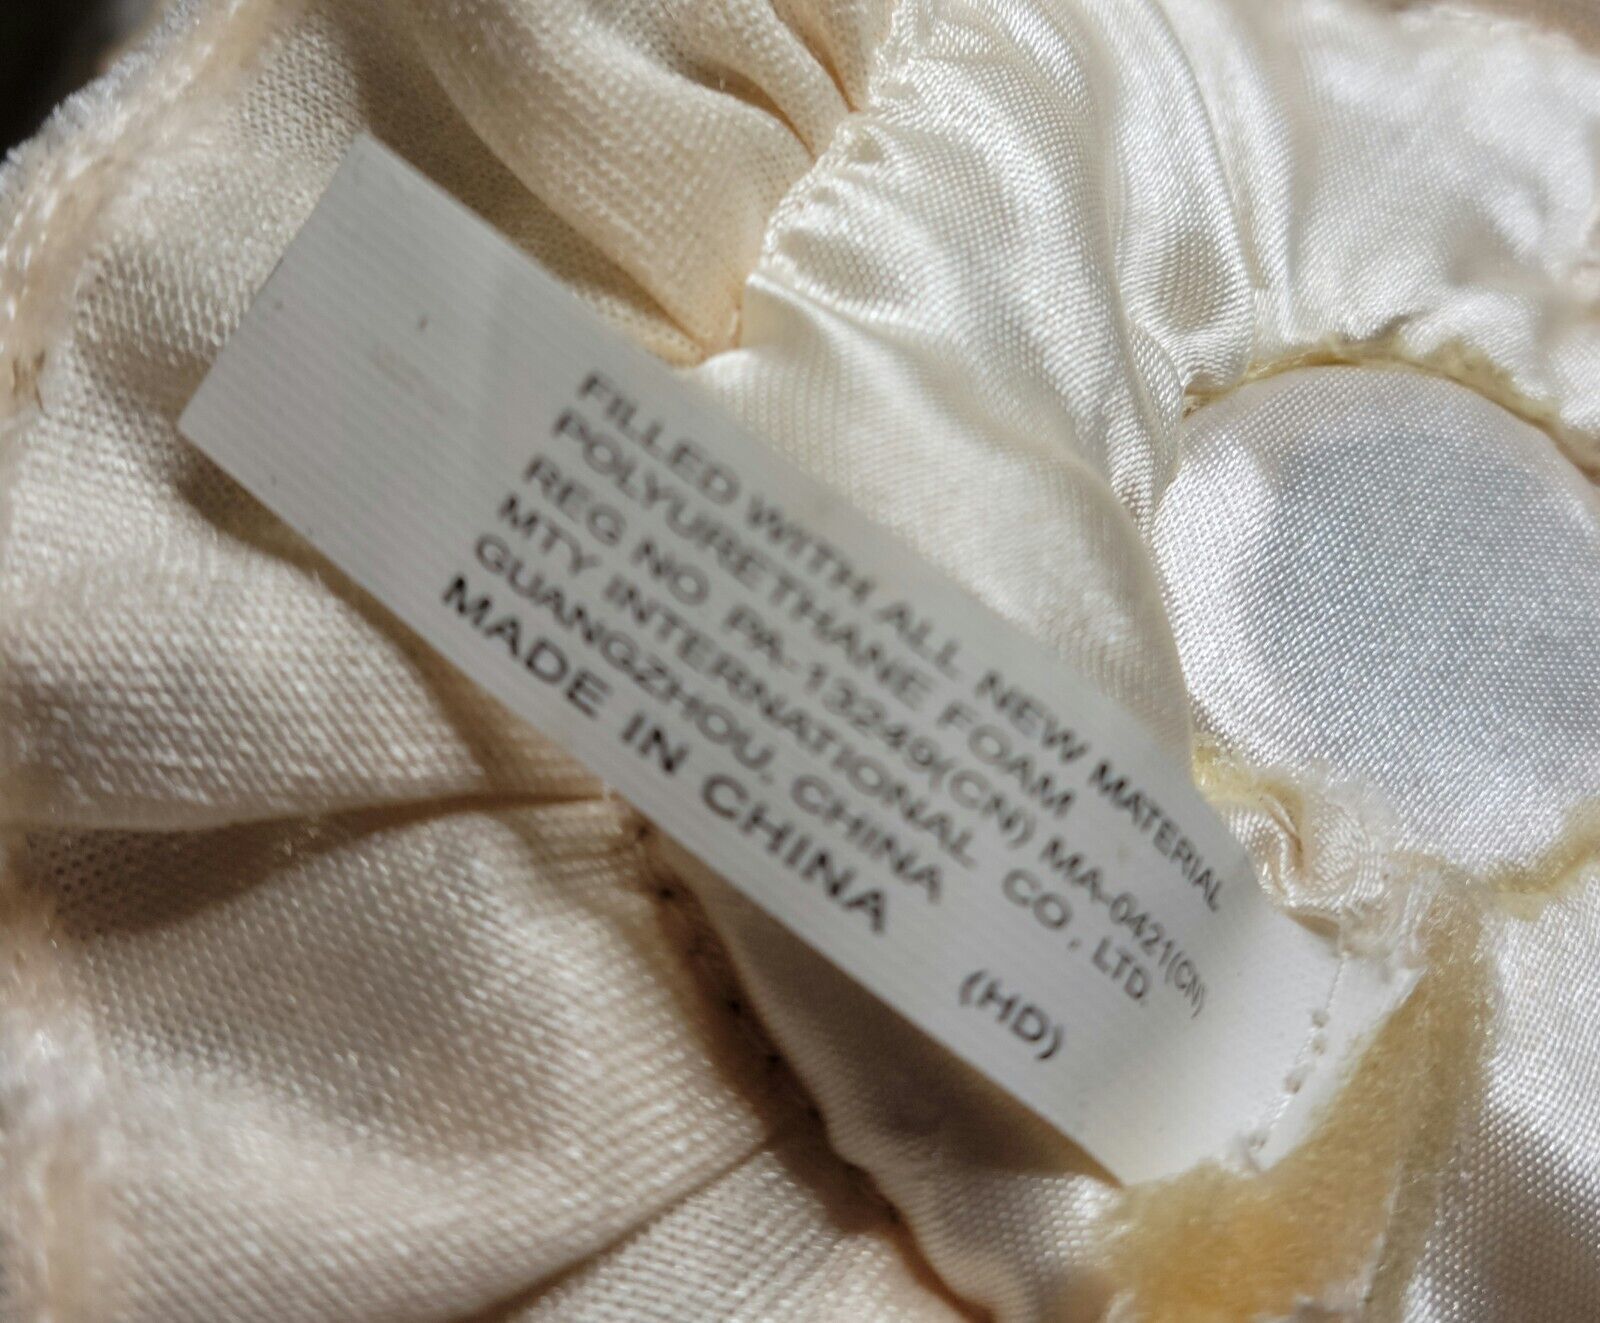 FILLED WITH ALL NEW MATERIAL
POLYURETHANE FOAM
REG NO. PA-13249(CN) MA-0421(CN)
MTY INTERNATIONAL CO., LTD.
GUANGZHOU, CHINA
MADE IN CHINA
(HD)